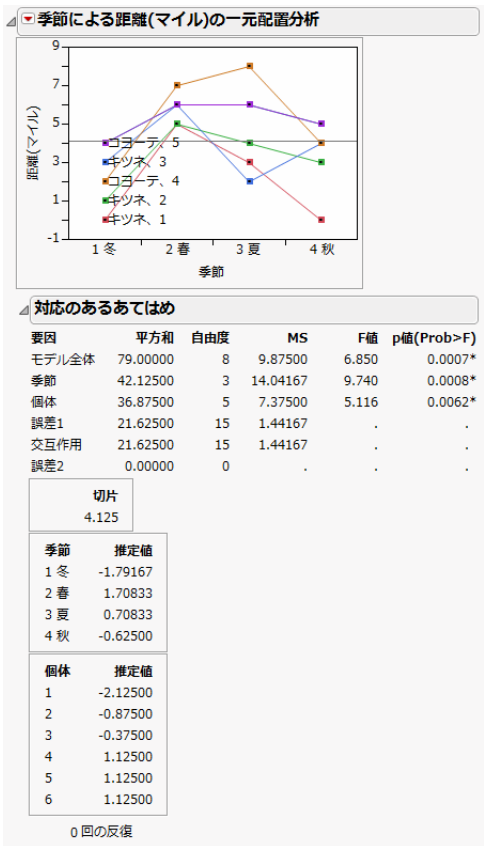 季節による距離(マイル)の一元配置分析
9
7
5
3
1
-1
距離(マイル)
コヨーテ、5
キツネ、3
コヨーテ、4
キツネ、2
キツネ、1
1 冬 2 春 3 夏 4 秋
季節
対応のあるあてはめ
要因 平方和 自由度 MS F値 p値(Prob>F)
モデル全体 79.00000 8 9.87500 6.850 0.0007*
季節 42.12500 3 14.04167 9.740 0.0008*
個体 36.87500 5 7.37500 5.116 0.0062*
誤差1 21.62500 15 1.44167 . .
交互作用 21.62500 15 1.44167 . .
誤差2 0.00000 0 . . .
切片
4.125
季節 推定値
1 冬 -1.79167
2 春 1.70833
3 夏 0.70833
4 秋 -0.62500
個体 推定値
1 -2.12500
2 -0.87500
3 -0.37500
4 1.12500
5 1.12500
6 1.12500
0 回の反復